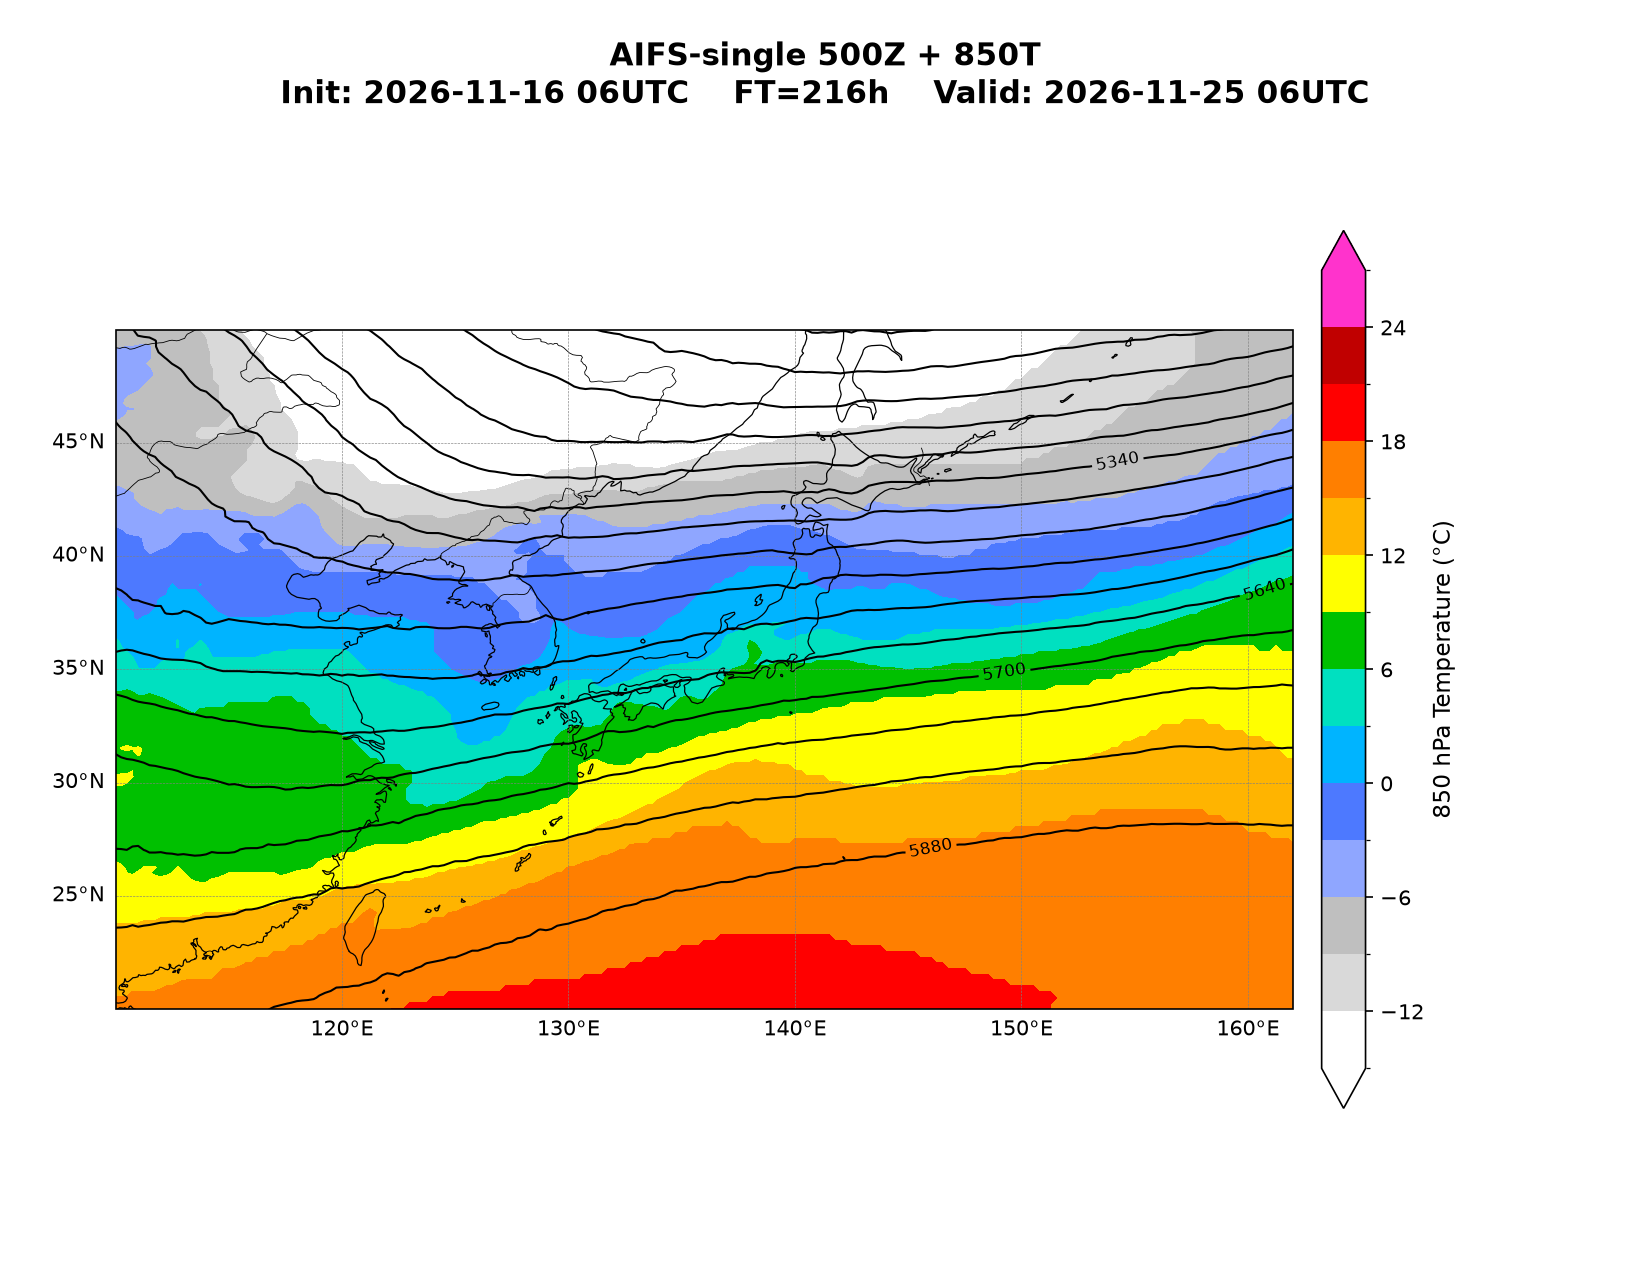 AIFS-single 500Z + 850T
Init: 2026-11-16 06UTC    FT=216h    Valid: 2026-11-25 06UTC
24
18
12
6
0
−6
−12
850 hPa Temperature (°C)
45°N
40°N
35°N
30°N
25°N
5340
5640
5700
5880
120°E
130°E
140°E
150°E
160°E